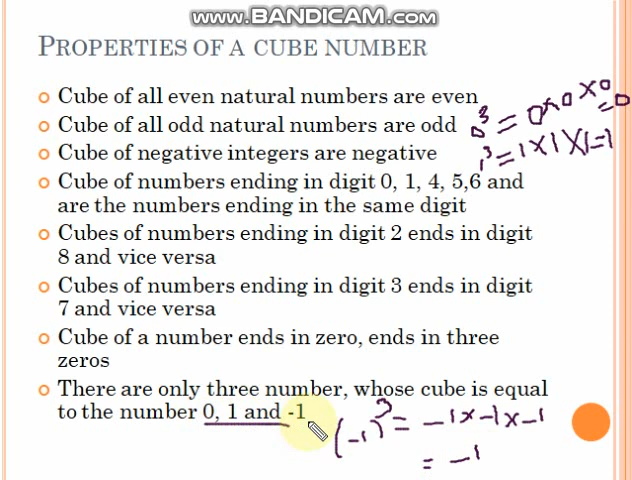 www.BANDICAM.com
PROPERTIES OF A CUBE NUMBER
Cube of all even natural numbers are even
Cube of all odd natural numbers are odd
0³ = 0×0×0
=0
1³ = 1×1×1=1
Cube of negative integers are negative
Cube of numbers ending in digit 0, 1, 4, 5,6 and
are the numbers ending in the same digit
Cubes of numbers ending in digit 2 ends in digit
8 and vice versa
Cubes of numbers ending in digit 3 ends in digit
7 and vice versa
Cube of a number ends in zero, ends in three
zeros
There are only three number, whose cube is equal
to the number 0, 1 and -1
(-1)³ = -1×-1×-1
= -1